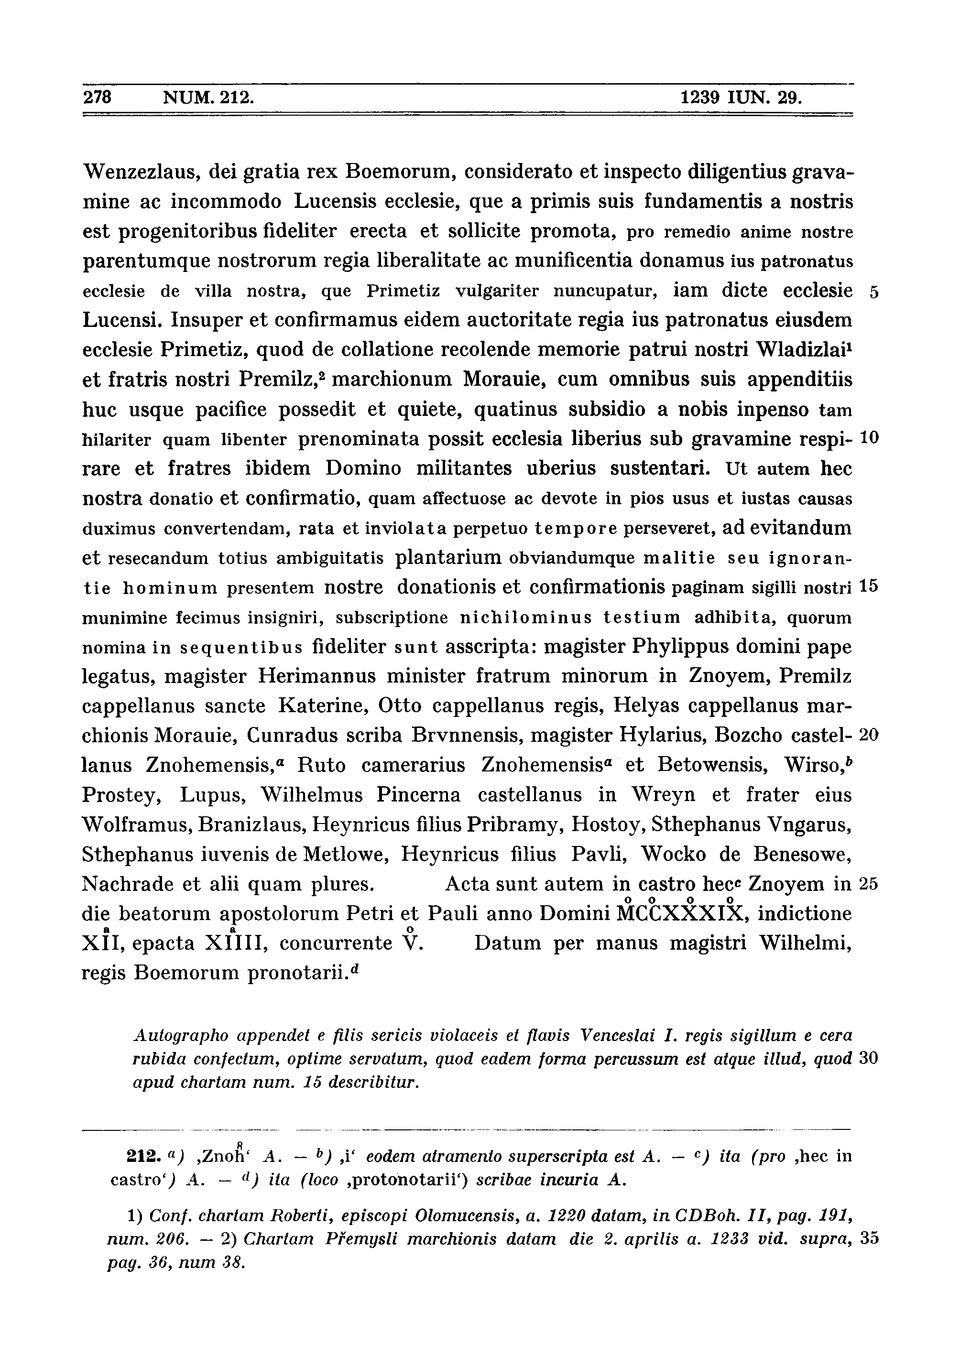 278 NUM. 212. 1239 IUN. 29.
Wenzezlaus, dei gratia rex Boemorum, considerato et inspecto diligentius grava-
mine ac incommodo Lucensis ecclesie, que a primis suis fundamentis a nostris
est progenitoribus fideliter erecta et sollicite promota, pro remedio anime nostre
parentumque nostrorum regia liberalitate ac munificentia donamus ius patronatus
ecclesie de villa nostra, que Primetiz vulgariter nuncupatur, iam dicte ecclesie 5
Lucensi. Insuper et confirmamus eidem auctoritate regia ius patronatus eiusdem
ecclesie Primetiz, quod de collatione recolende memorie patrui nostri Wladizlai¹
et fratris nostri Premilz,² marchionum Morauie, cum omnibus suis appenditiis
huc usque pacifice possedit et quiete, quatinus subsidio a nobis inpenso tam
hilariter quam libenter prenominata possit ecclesia liberius sub gravamine respi- 10
rare et fratres ibidem Domino militantes uberius sustentari. Ut autem hec
nostra donatio et confirmatio, quam affectuose ac devote in pios usus et iustas causas
duximus convertendam, rata et inviolata perpetuo tempore perseveret, ad evitandum
et resecandum totius ambiguitatis plantarium obviandumque malitie seu ignoran-
tie hominum presentem nostre donationis et confirmationis paginam sigilli nostri 15
munimine fecimus insigniri, subscriptione nichilominus testium adhibita, quorum
nomina in sequentibus fideliter sunt asscripta: magister Phylippus domini pape
legatus, magister Herimannus minister fratrum minorum in Znoyem, Premilz
cappellanus sancte Katerine, Otto cappellanus regis, Helyas cappellanus mar-
chionis Morauie, Cunradus scriba Brvnnensis, magister Hylarius, Bozcho castel- 20
lanus Znohemensis,ᵃ Ruto camerarius Znohemensisᵃ et Betowensis, Wirso,ᵇ
Prostey, Lupus, Wilhelmus Pincerna castellanus in Wreyn et frater eius
Wolframus, Branizlaus, Heynricus filius Pribramy, Hostoy, Sthephanus Vngarus,
Sthephanus iuvenis de Metlowe, Heynricus filius Pavli, Wocko de Benesowe,
Nachrade et alii quam plures. Acta sunt autem in castro hecᶜ Znoyem in 25
die beatorum apostolorum Petri et Pauli anno Domini M̊CC̊XX̊XIX̊, indictione
XIͣI, epacta XIͣIII, concurrente V̊. Datum per manus magistri Wilhelmi,
regis Boemorum pronotarii.ᵈ
Autographo appendet e filis sericis violaceis et flavis Venceslai I. regis sigillum e cera
rubida confectum, optime servatum, quod eadem forma percussum est atque illud, quod 30
apud chartam num. 15 describitur.
212. ᵃ) ‚Znoh̊‘ A. — ᵇ) ‚i‘ eodem atramento superscripta est A. — ᶜ) ita (pro ‚hec in
castro‘) A. — ᵈ) ita (loco ‚protonotarii‘) scribae incuria A.
1) Conf. chartam Roberti, episcopi Olomucensis, a. 1220 datam, in CDBoh. II, pag. 191,
num. 206. — 2) Chartam Přemysli marchionis datam die 2. aprilis a. 1233 vid. supra, 35
pag. 36, num 38.